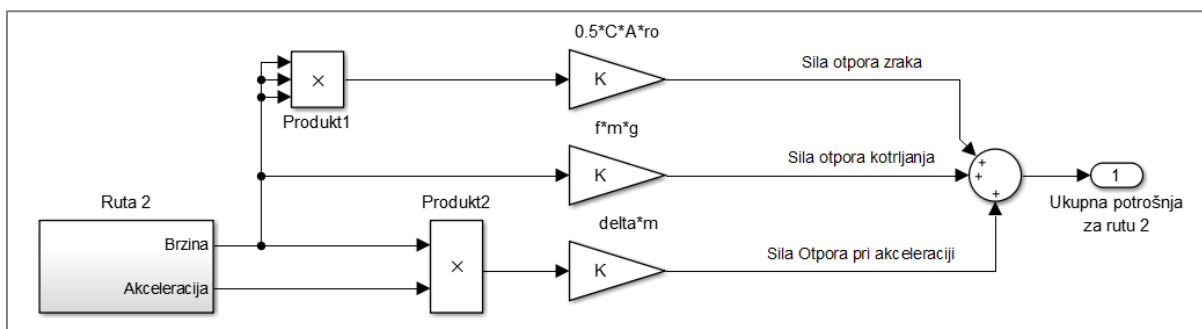 0.5*C*A*ro
Sila otpora zraka
×
K
Produkt1
f*m*g
Sila otpora kotrljanja
K
+
+
+
1
Ruta 2
Produkt2
Ukupna potrošnja
za rutu 2
delta*m
Brzina
Sila Otpora pri akceleraciji
×
K
Akceleracija